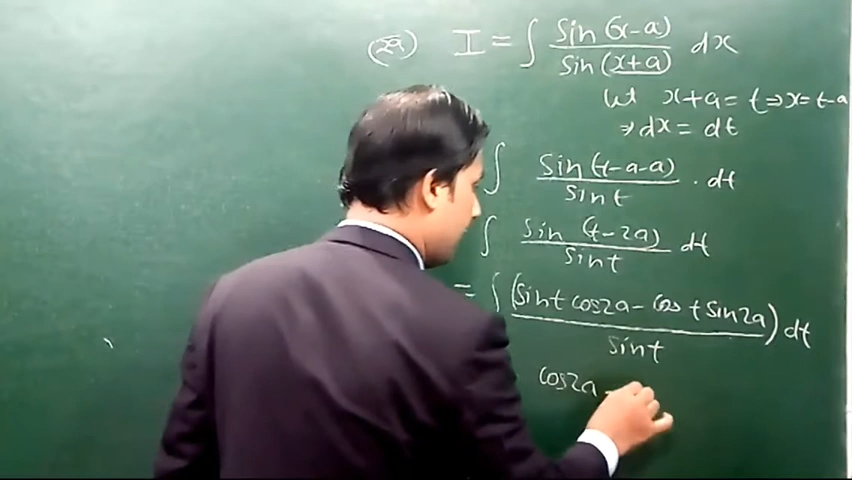 (29) I = ∫ sin(x-a) / sin(x+a) dx
let x+a = t ⇒ x = t-a
⇒ dx = dt
∫ sin(t-a-a) / sin t . dt
∫ sin(t-2a) / sin t dt
= ∫ (sin t cos2a - cos t sin2a) / sin t dt
cos2a -